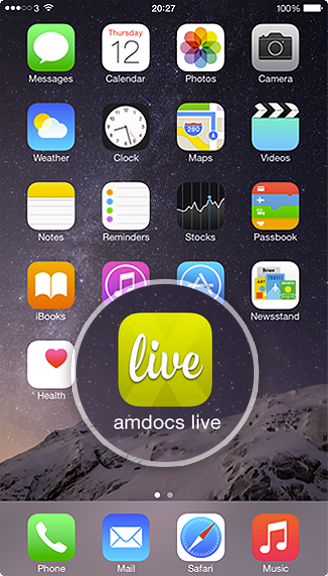 3 20:27 100%
Thursday
12
Messages Calendar Photos Camera
280
Weather Clock Maps Videos
Notes Reminders Stocks Passbook
iBooks Newsstand
live
Health
amdocs live
Phone Mail Safari Music